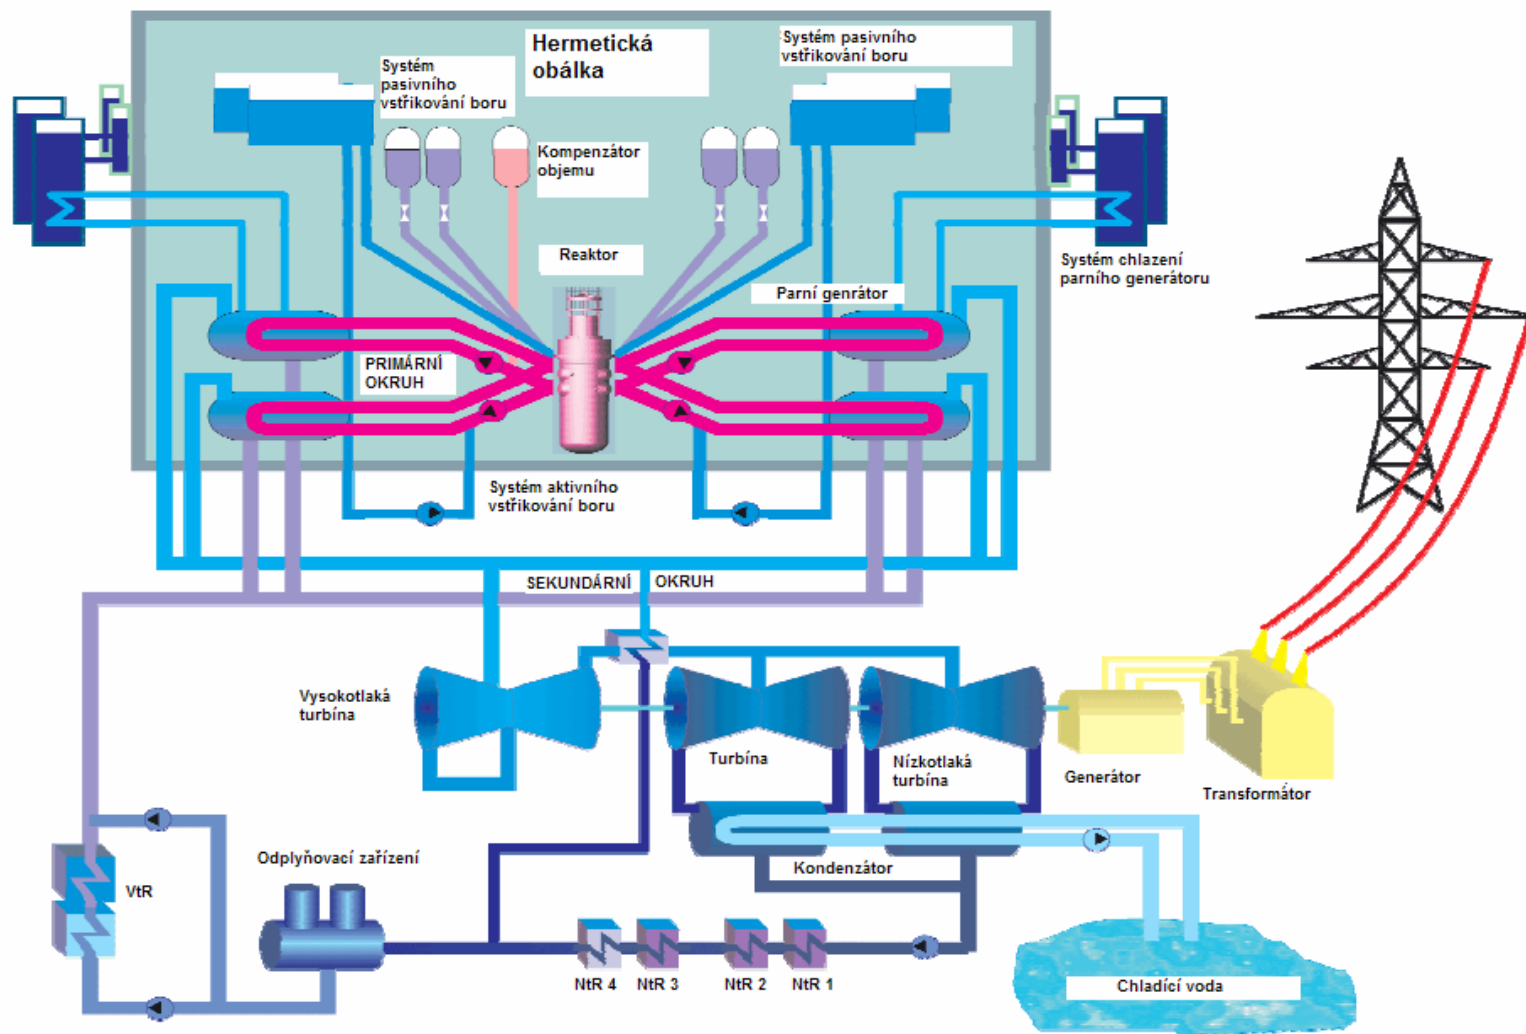 Hermetická
obálka
Systém
pasivního
vstřikování boru
Systém pasivního
vstřikování boru
Kompenzátor
objemu
Reaktor
Parní genrátor
Systém chlazení
parního generátoru
PRIMÁRNÍ
OKRUH
Systém aktivního
vstřikování boru
SEKUNDÁRNÍ OKRUH
Vysokotlaká
turbína
Turbína
Nízkotlaká
turbína
Generátor
Transformátor
Kondenzátor
Odplyňovací zařízení
VtR
NtR 4 NtR 3 NtR 2 NtR 1
Chladící voda